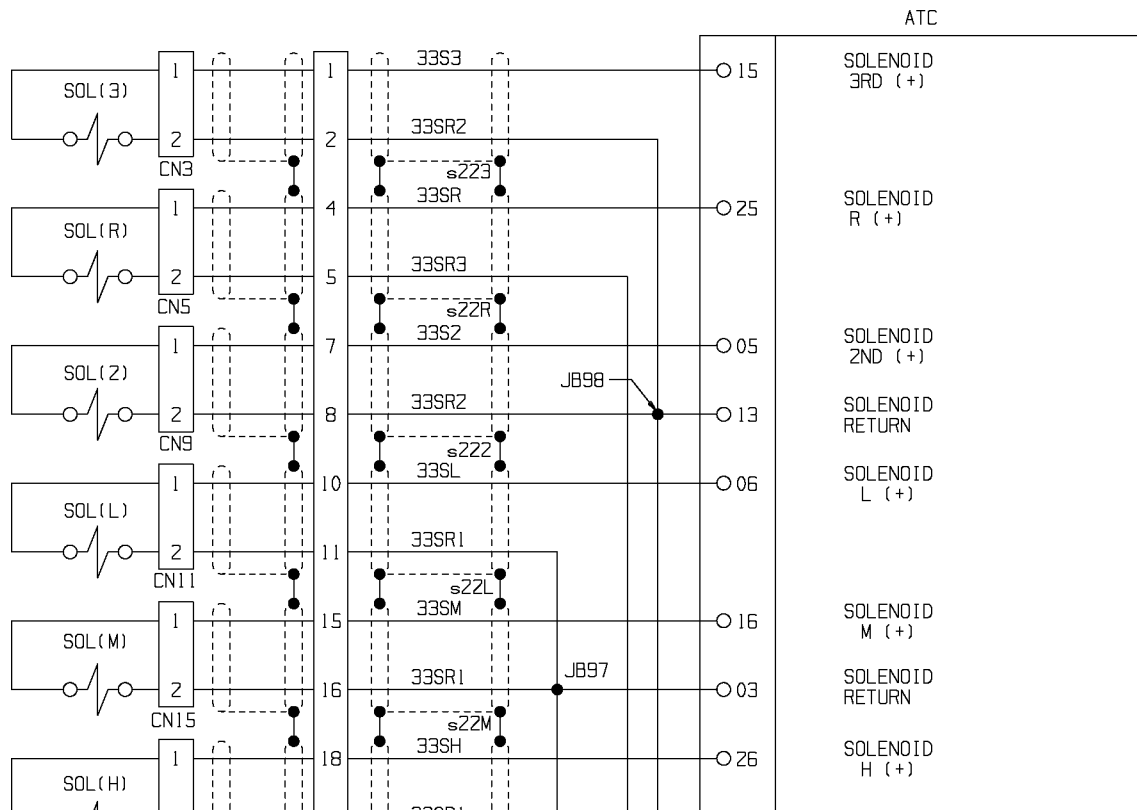 ATC
1 1 33S3 15 SOLENOID
3RD (+)
SOL(3)
2 2 33SR2
CN3 s223
1 4 33SR 25 SOLENOID
R (+)
SOL(R)
2 5 33SR3
CN5 s22R
1 7 33S2 05 SOLENOID
2ND (+)
SOL(2) JB98
2 8 33SR2 13 SOLENOID
RETURN
CN9 s222
1 10 33SL 06 SOLENOID
L (+)
SOL(L)
2 11 33SR1
CN11 s22L
1 15 33SM 16 SOLENOID
M (+)
SOL(M)
2 16 33SR1 JB97 03 SOLENOID
RETURN
CN15 s22M
1 18 33SH 26 SOLENOID
H (+)
SOL(H)